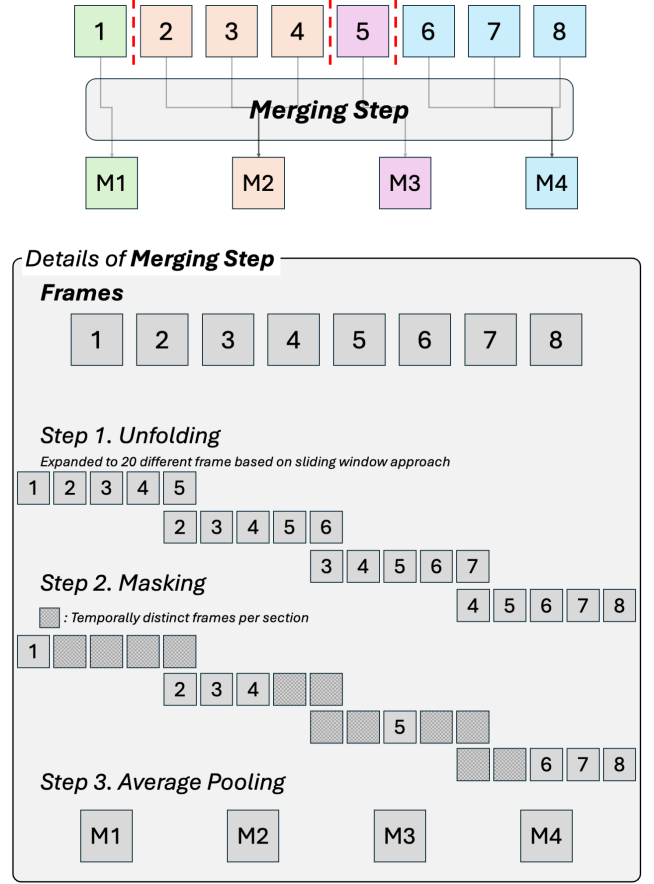 1 2 3 4 5 6 7 8
Merging Step
M1 M2 M3 M4
Details of Merging Step
Frames
1 2 3 4 5 6 7 8
Step 1. Unfolding
Expanded to 20 different frame based on sliding window approach
1 2 3 4 5
2 3 4 5 6
3 4 5 6 7
4 5 6 7 8
Step 2. Masking
: Temporally distinct frames per section
1
2 3 4
5
6 7 8
Step 3. Average Pooling
M1 M2 M3 M4